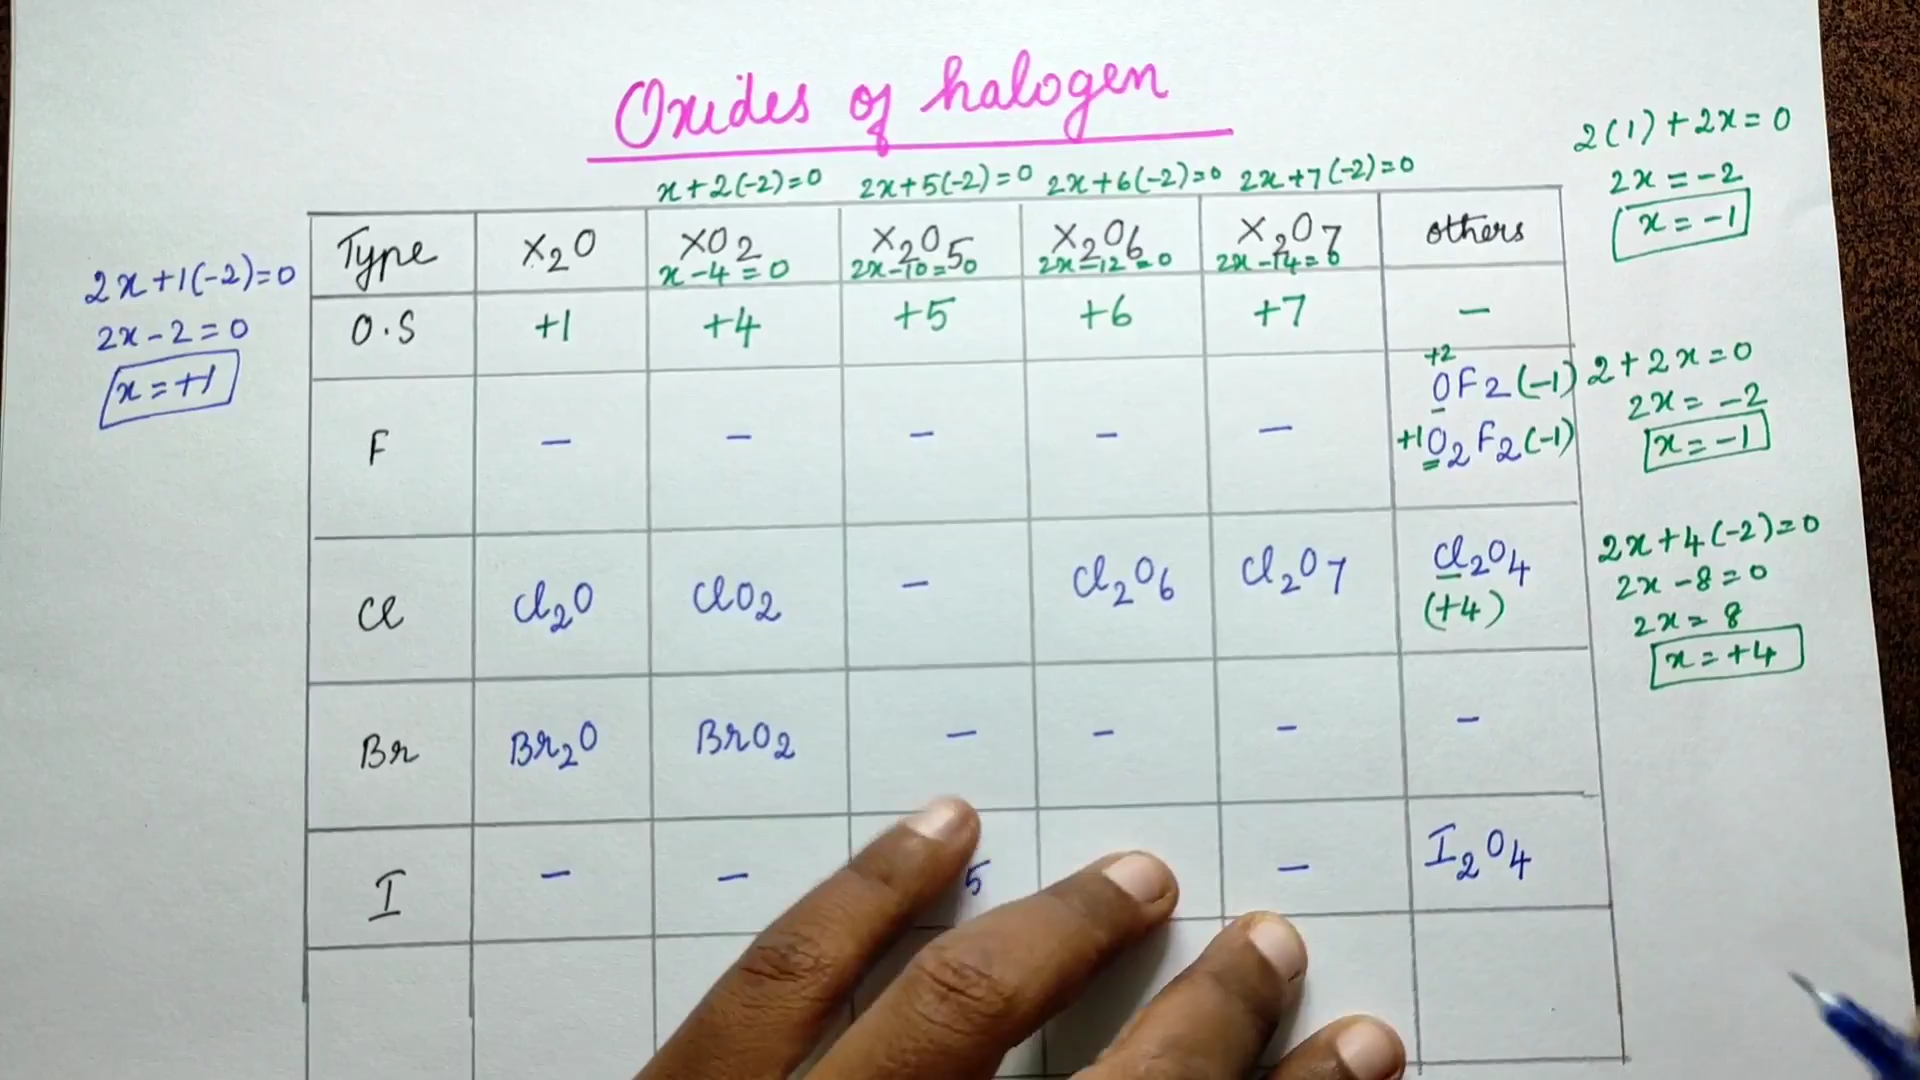 Oxides of halogen
x+2(-2)=0 2x+5(-2)=0 2x+6(-2)=0 2x+7(-2)=0
Type X₂O XO₂ X₂O₅ X₂O₆ X₂O₇ others
x-4=0 2x-10=0 2x-12=0 2x-14=0
O.S +1 +4 +5 +6 +7 -
F - - - - - +2 OF₂(-1)
+1 O₂F₂(-1)
Cl Cl₂O ClO₂ - Cl₂O₆ Cl₂O₇ Cl₂O₄
(+4)
Br Br₂O BrO₂ - - - -
I - - 5 - I₂O₄
2x+1(-2)=0
2x-2=0
x=+1
2(1)+2x=0
2x=-2
x=-1
2+2x=0
2x=-2
x=-1
2x+4(-2)=0
2x-8=0
2x=8
x=+4